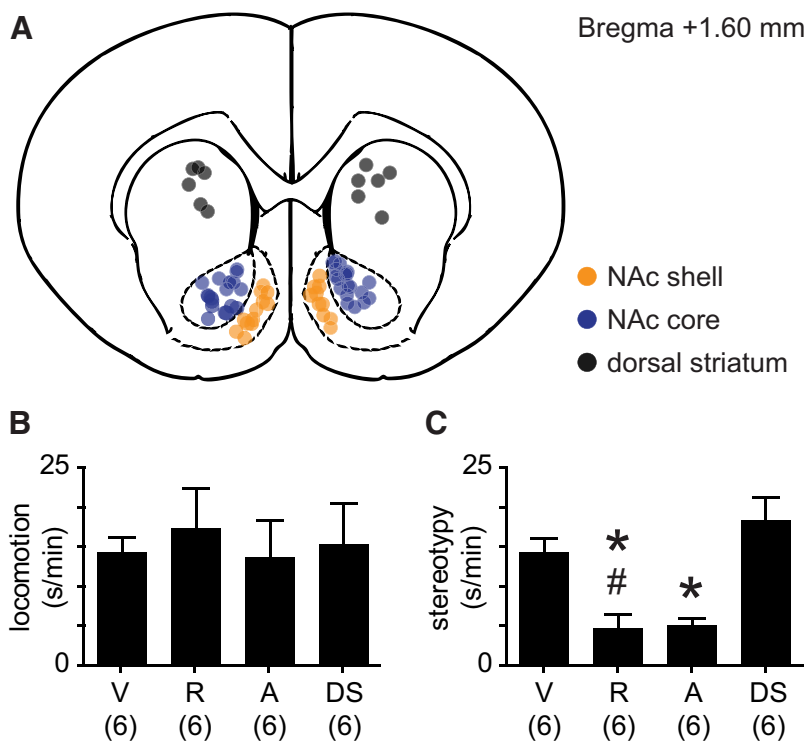 A
Bregma +1.60 mm
NAc shell
NAc core
dorsal striatum
B
25
locomotion
(s/min)
0
V
R
A
DS
(6)
(6)
(6)
(6)
C
25
stereotypy
(s/min)
*
#
*
0
V
R
A
DS
(6)
(6)
(6)
(6)